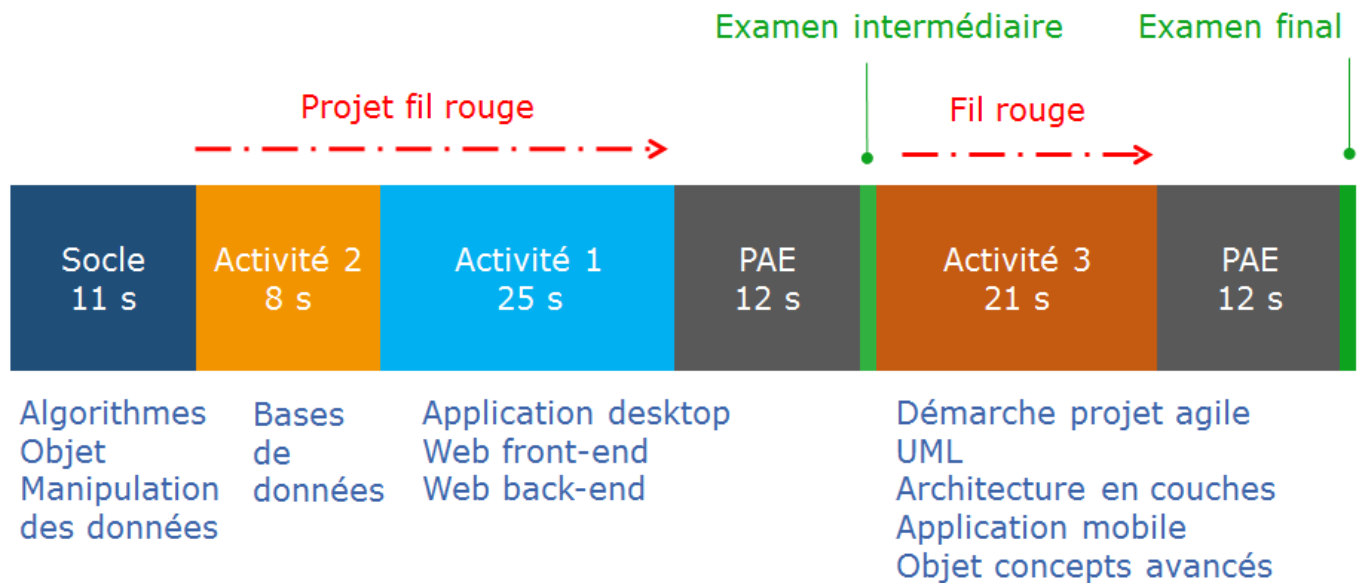 Examen intermédiaire
Examen final
Projet fil rouge
Fil rouge
Socle
11 s
Activité 2
8 s
Activité 1
25 s
PAE
12 s
Activité 3
21 s
PAE
12 s
Algorithmes
Objet
Manipulation
des données
Bases
de
données
Application desktop
Web front-end
Web back-end
Démarche projet agile
UML
Architecture en couches
Application mobile
Objet concepts avancés